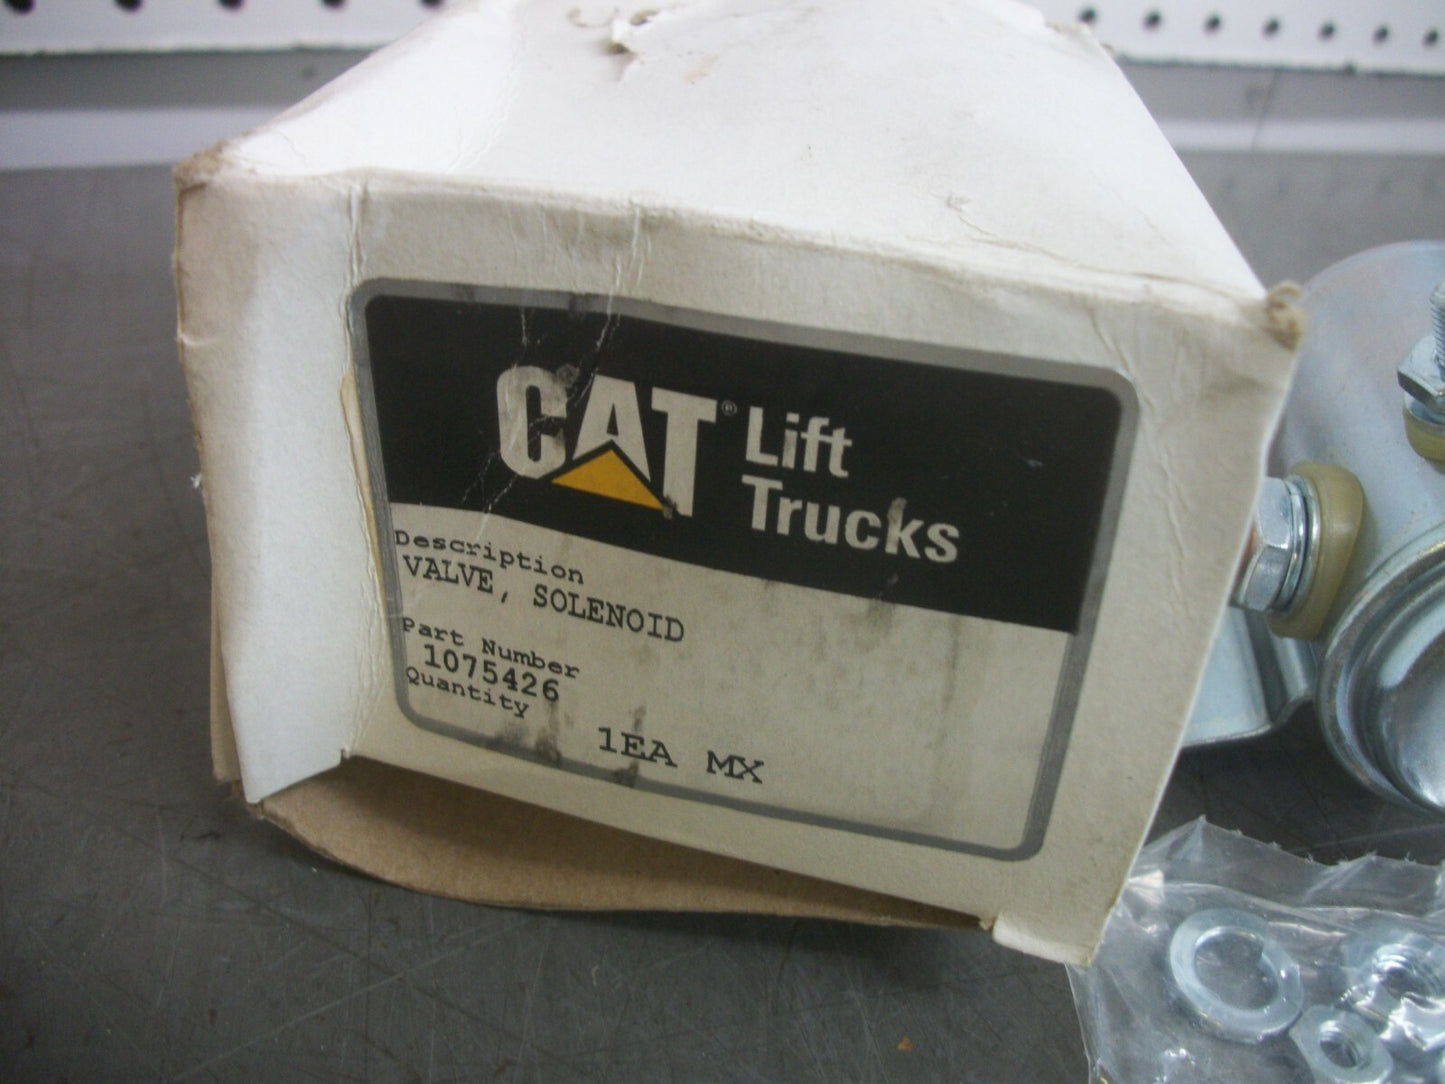 CAT® Lift
Trucks
Description
VALVE, SOLENOID
Part Number
1075426
Quantity
1EA MX